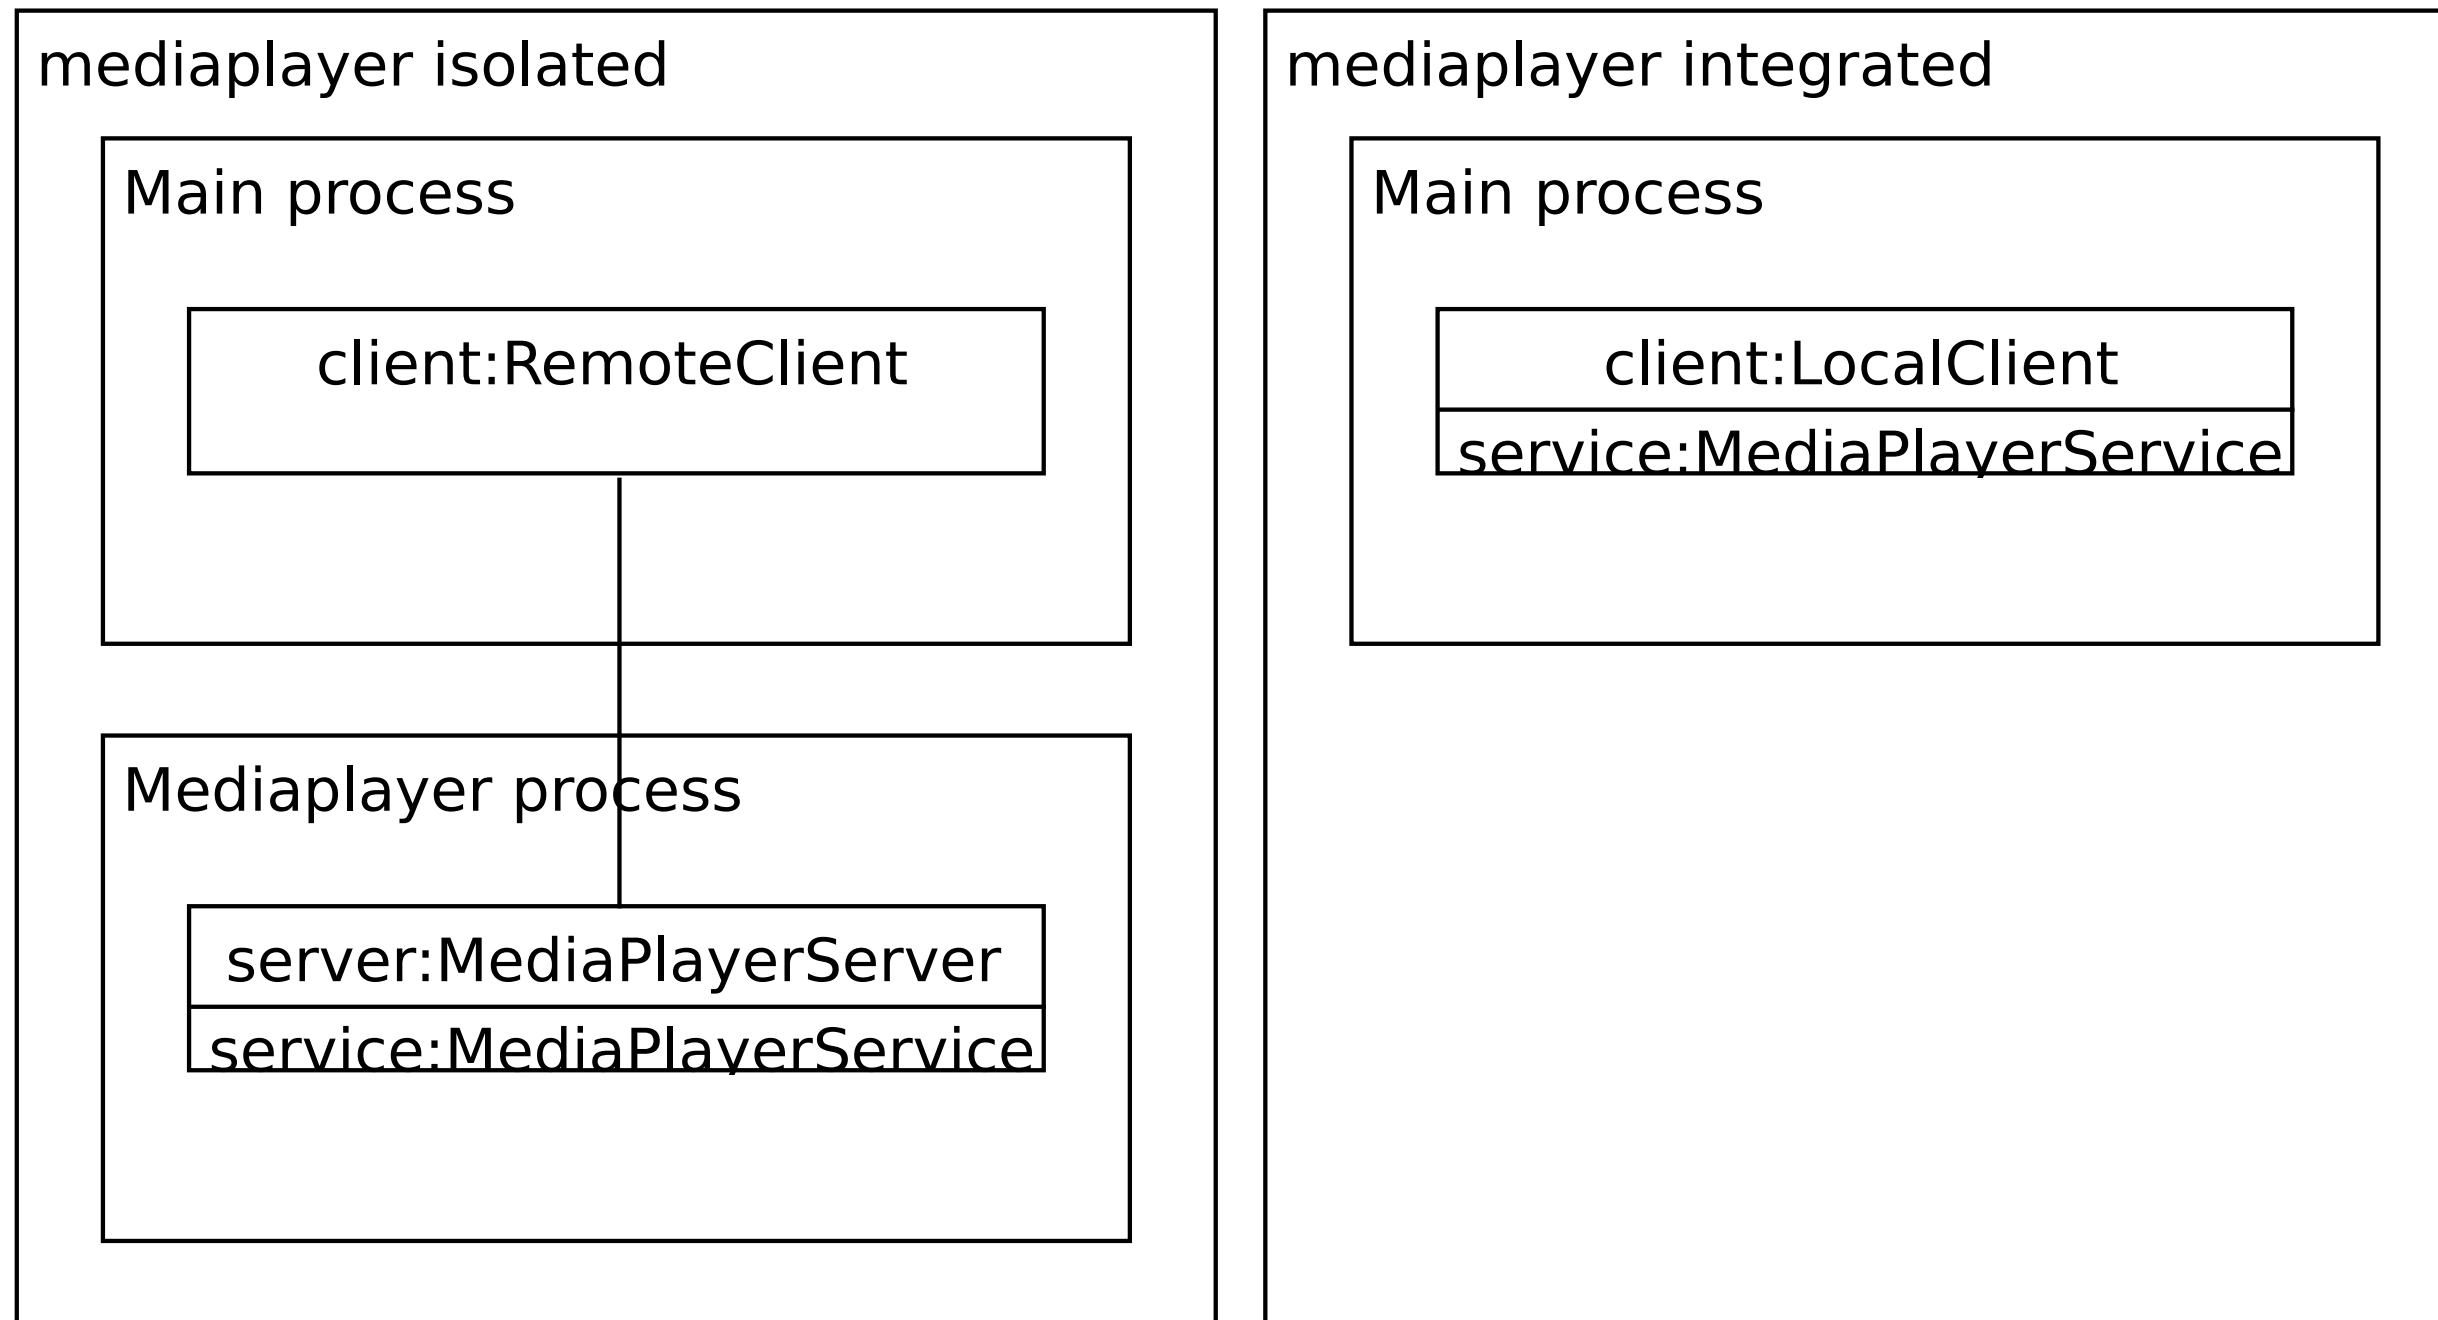 mediaplayer isolated
Main process
client:RemoteClient
Mediaplayer process
server:MediaPlayerServer
service:MediaPlayerService
mediaplayer integrated
Main process
client:LocalClient
service:MediaPlayerService